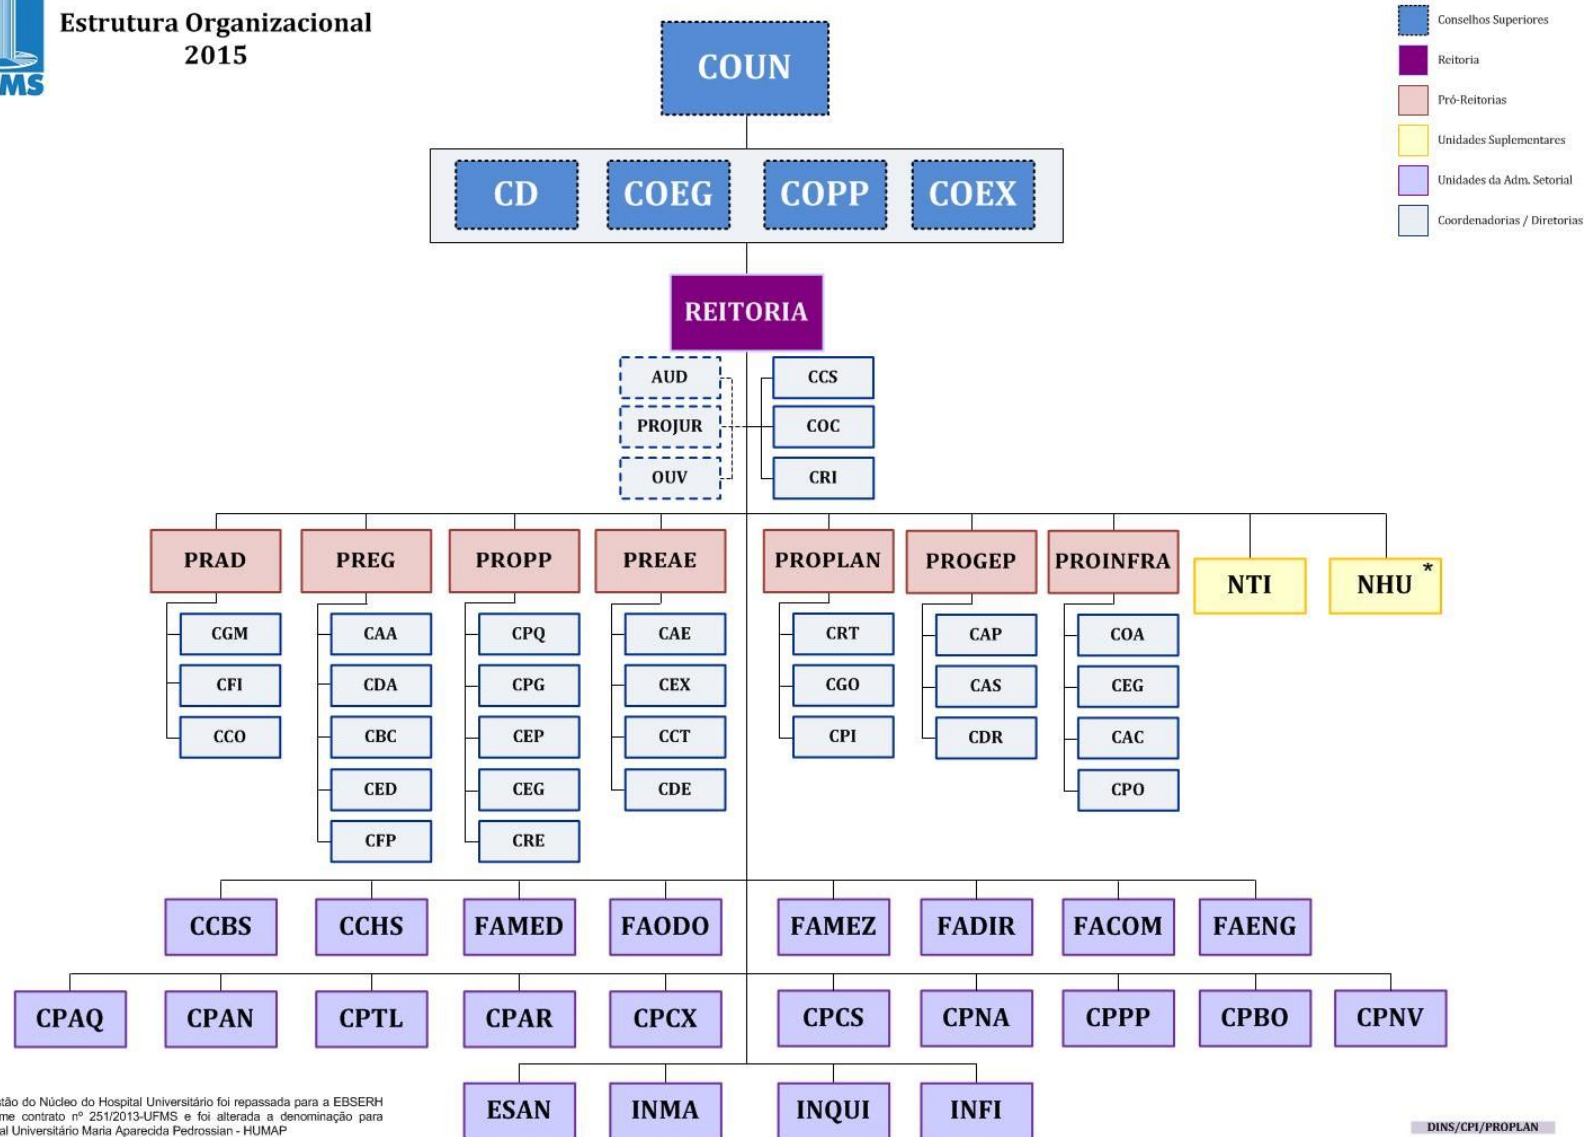 Estrutura Organizacional
2015
MS
Conselhos Superiores
Reitoria
Pró-Reitorias
Unidades Suplementares
Unidades da Adm. Setorial
Coordenadorias / Diretorias
COUN
CD COEG COPP COEX
REITORIA
AUD CCS
PROJUR COC
OUV CRI
PRAD PREG PROPP PREAE PROPLAN PROGEP PROINFRA NTI NHU *
CGM CAA CPQ CAE CRT CAP COA
CFI CDA CPG CEX CGO CAS CEG
CCO CBC CEP CCT CPI CDR CAC
CED CEG CDE CPO
CFP CRE
CCBS CCHS FAMED FAODO FAMEZ FADIR FACOM FAENG
CPAQ CPAN CPTL CPAR CPCX CPCS CPNA CPPP CPBO CPNV
ESAN INMA INQUI INFI
stão do Núcleo do Hospital Universitário foi repassada para a EBSERH
me contrato nº 251/2013-UFMS e foi alterada a denominação para
al Universitário Maria Aparecida Pedrossian - HUMAP
DINS/CPI/PROPLAN